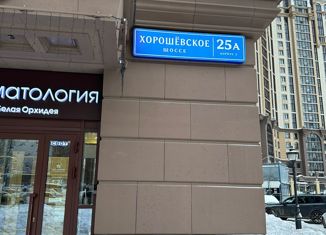 ХОРОШЁВСКОЕ
ШОССЕ
25А
МАТОЛОГИЯ
Белая Орхидея